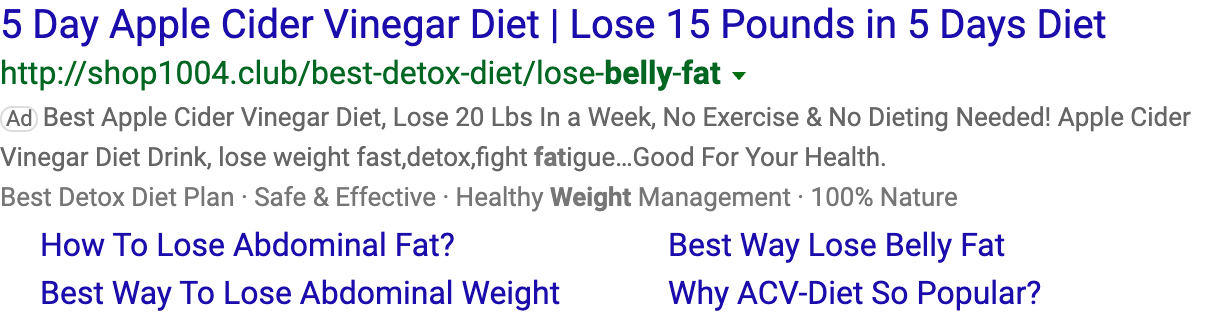 5 Day Apple Cider Vinegar Diet | Lose 15 Pounds in 5 Days Diet
http://shop1004.club/best-detox-diet/lose-belly-fat
Ad Best Apple Cider Vinegar Diet, Lose 20 Lbs In a Week, No Exercise & No Dieting Needed! Apple Cider
Vinegar Diet Drink, lose weight fast,detox,fight fatigue...Good For Your Health.
Best Detox Diet Plan · Safe & Effective · Healthy Weight Management · 100% Nature
How To Lose Abdominal Fat? Best Way Lose Belly Fat
Best Way To Lose Abdominal Weight Why ACV-Diet So Popular?